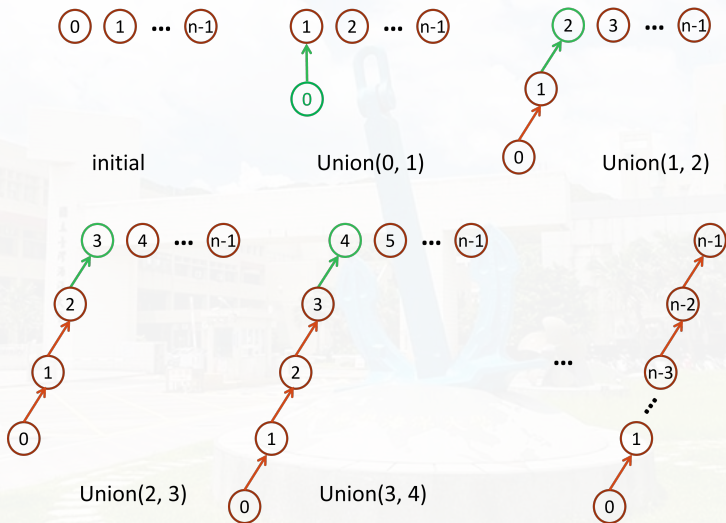 0 1 ... n-1
1 2 ... n-1
0
2 3 ... n-1
1
0
initial
Union(0, 1)
Union(1, 2)
3 4 ... n-1
2
1
0
Union(2, 3)
4 5 ... n-1
3
2
1
0
Union(3, 4)
...
n-1
n-2
n-3
...
1
0